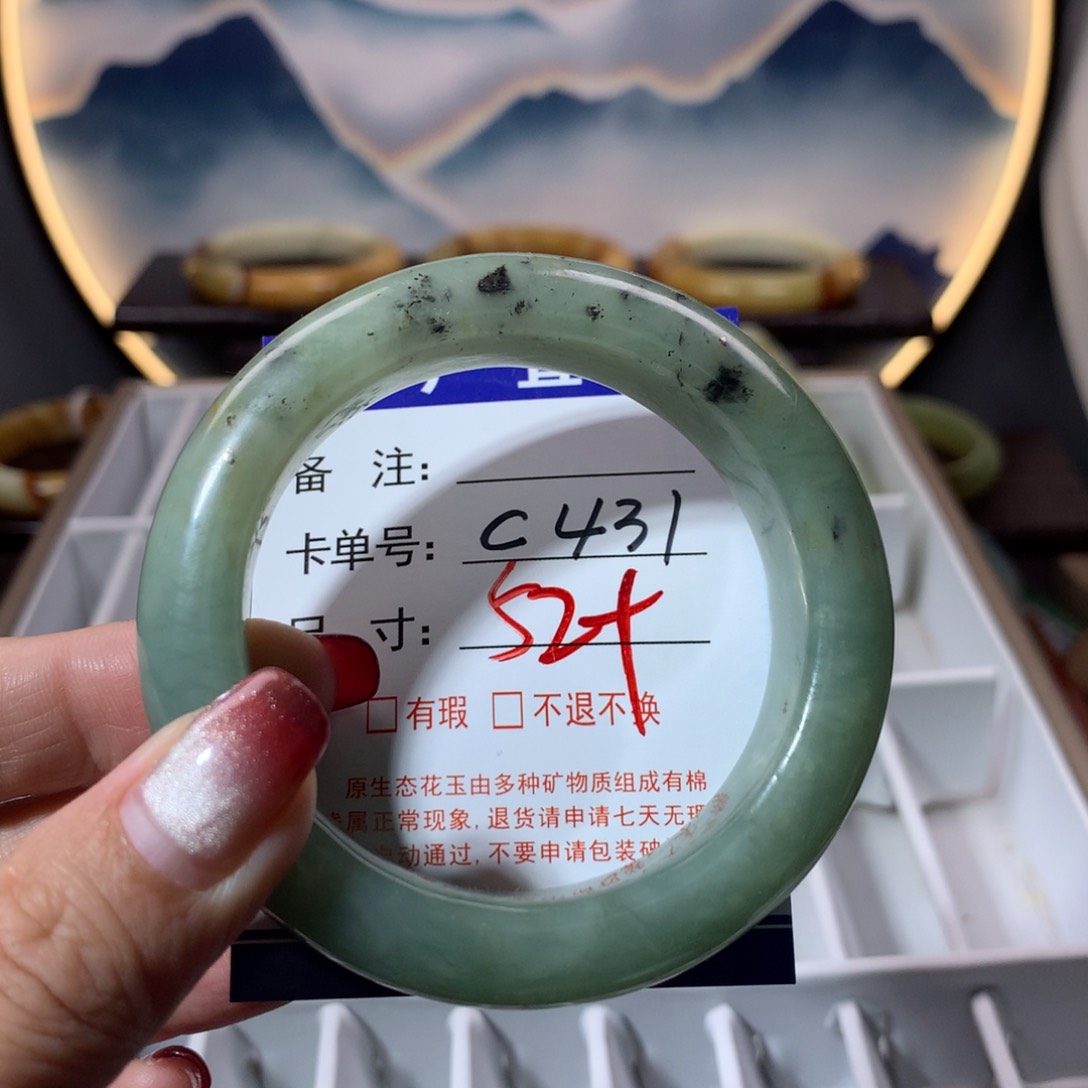 备 注：
卡单号： C431
尺 寸： 52+
□有瑕 □不退不换
原生态花玉由多种矿物质组成有棉
属正常现象，退货请申请七天无理
动通过，不要申请包装破